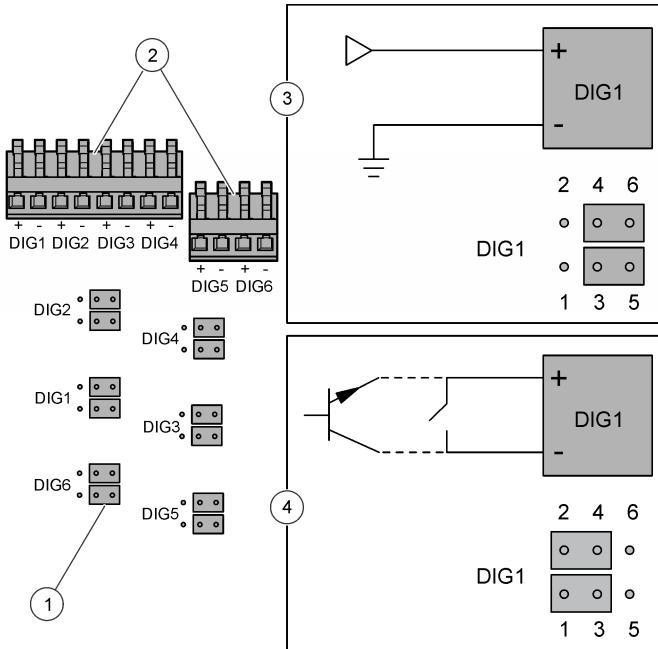 2
+ - + - + - + -
DIG1 DIG2 DIG3 DIG4
+ - + -
DIG5 DIG6
DIG2
DIG4
DIG1
DIG3
DIG6
DIG5
1
3
+
DIG1
-
2 4 6
DIG1
1 3 5
4
+
DIG1
-
2 4 6
DIG1
1 3 5